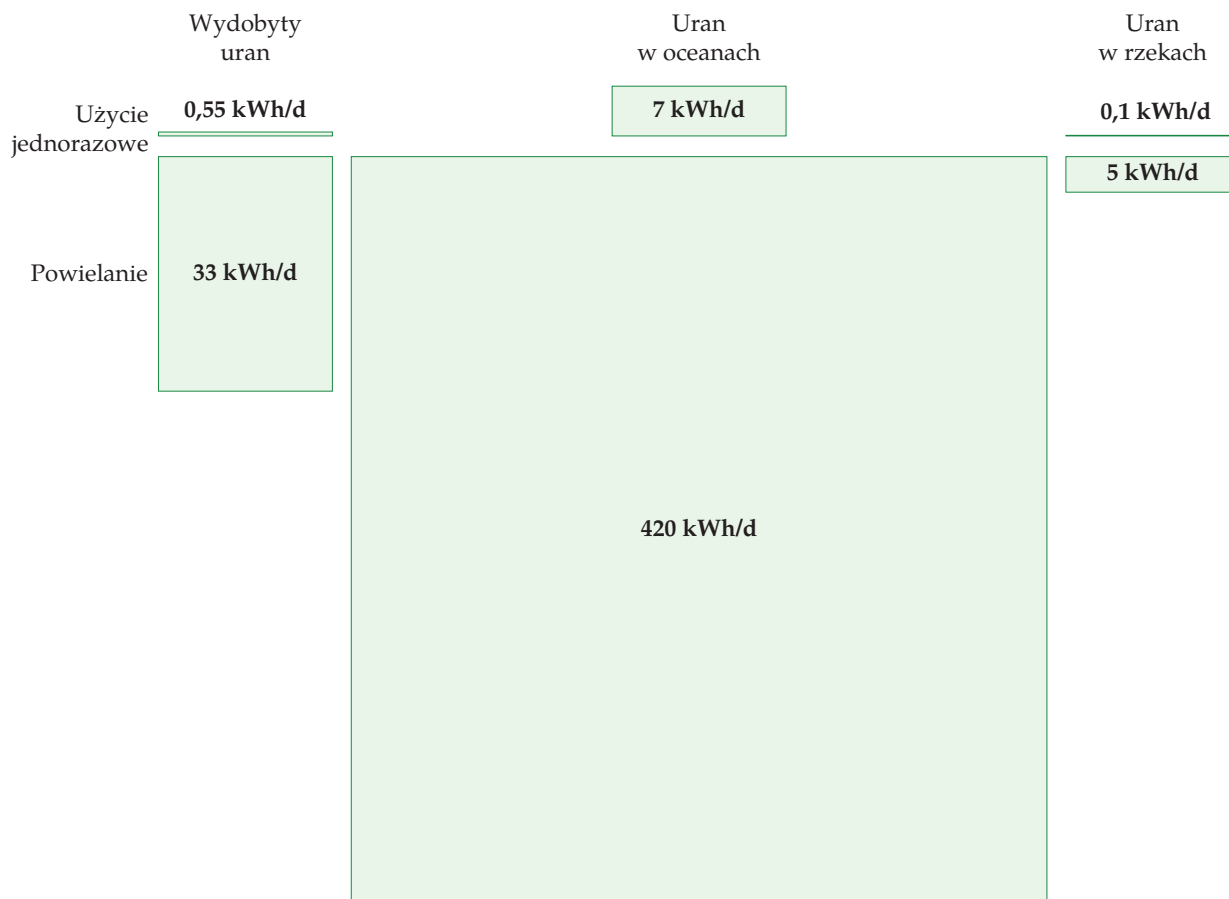 Wydobyty
uran
Uran
w oceanach
Uran
w rzekach
Użycie
jednorazowe
0,55 kWh/d
7 kWh/d
0,1 kWh/d
Powielanie
33 kWh/d
420 kWh/d
5 kWh/d